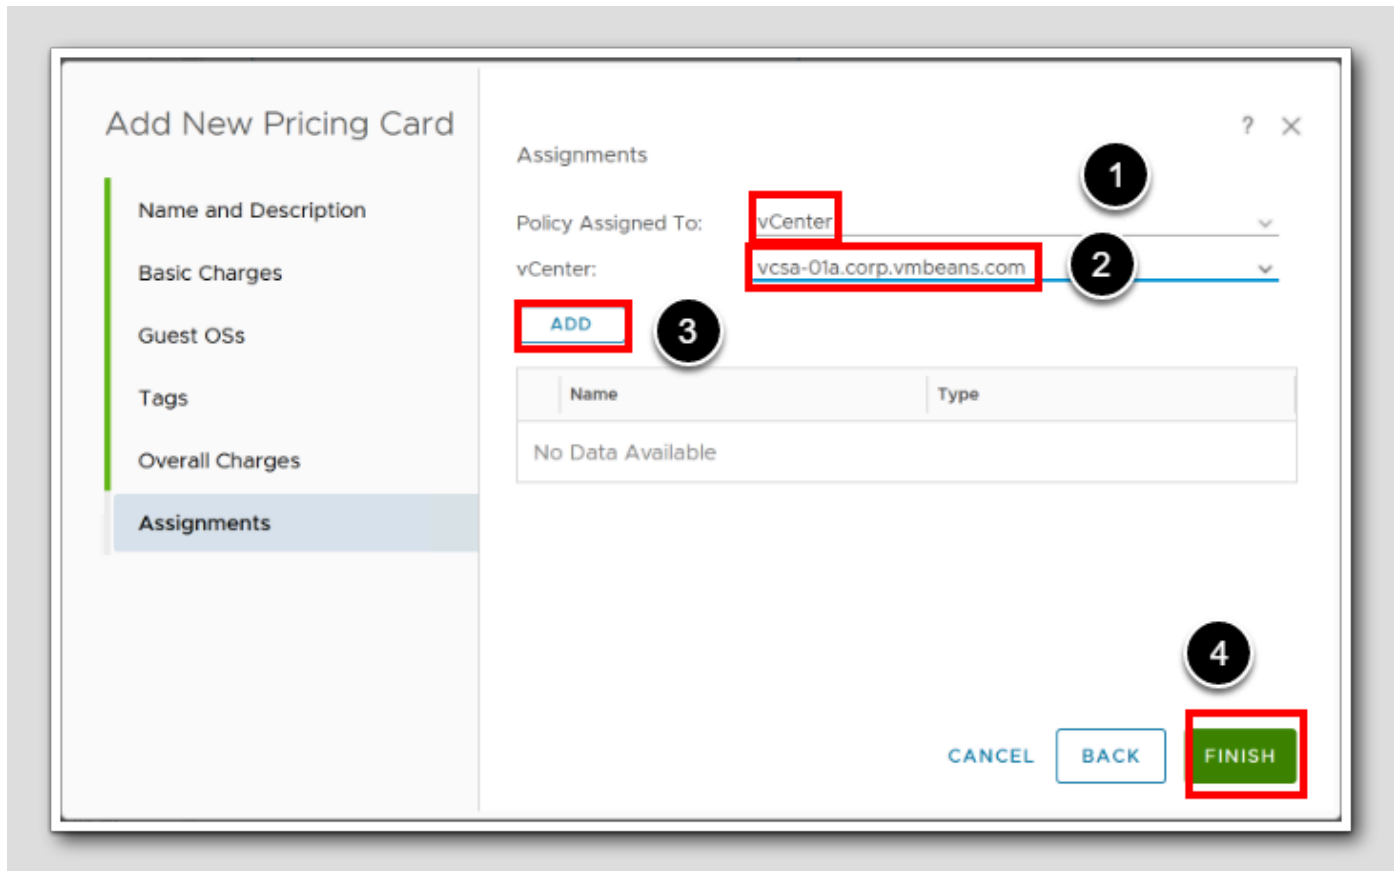 Add New Pricing Card
Name and Description
Basic Charges
Guest OSs
Tags
Overall Charges
Assignments
?
Assignments
1
Policy Assigned To: vCenter
vCenter: vcsa-01a.corp.vmbeans.com 2
ADD 3
Name Type
No Data Available
4
CANCEL BACK FINISH